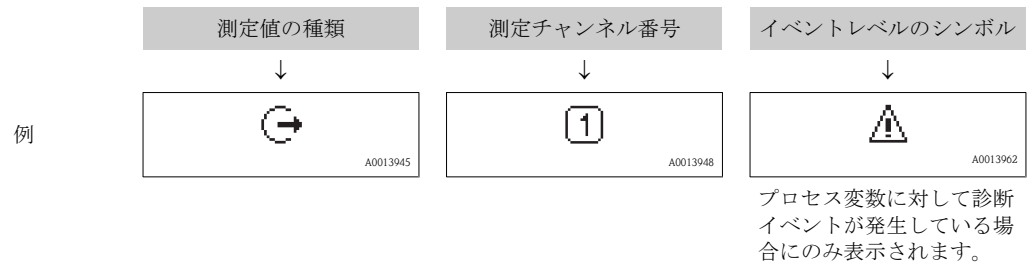 測定値の種類
測定チャンネル番号
イベントレベルのシンボル
↓
↓
↓
例
A0013945
1
A0013948
A0013962
プロセス変数に対して診断
イベントが発生している場
合にのみ表示されます。